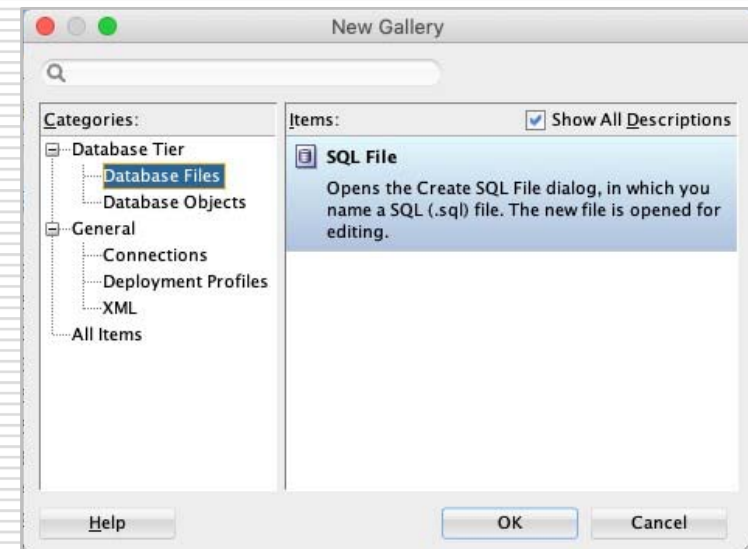 New Gallery
Categories:
Database Tier
Database Files
Database Objects
General
Connections
Deployment Profiles
XML
All Items
Items:
Show All Descriptions
SQL File
Opens the Create SQL File dialog, in which you
name a SQL (.sql) file. The new file is opened for
editing.
Help
OK
Cancel